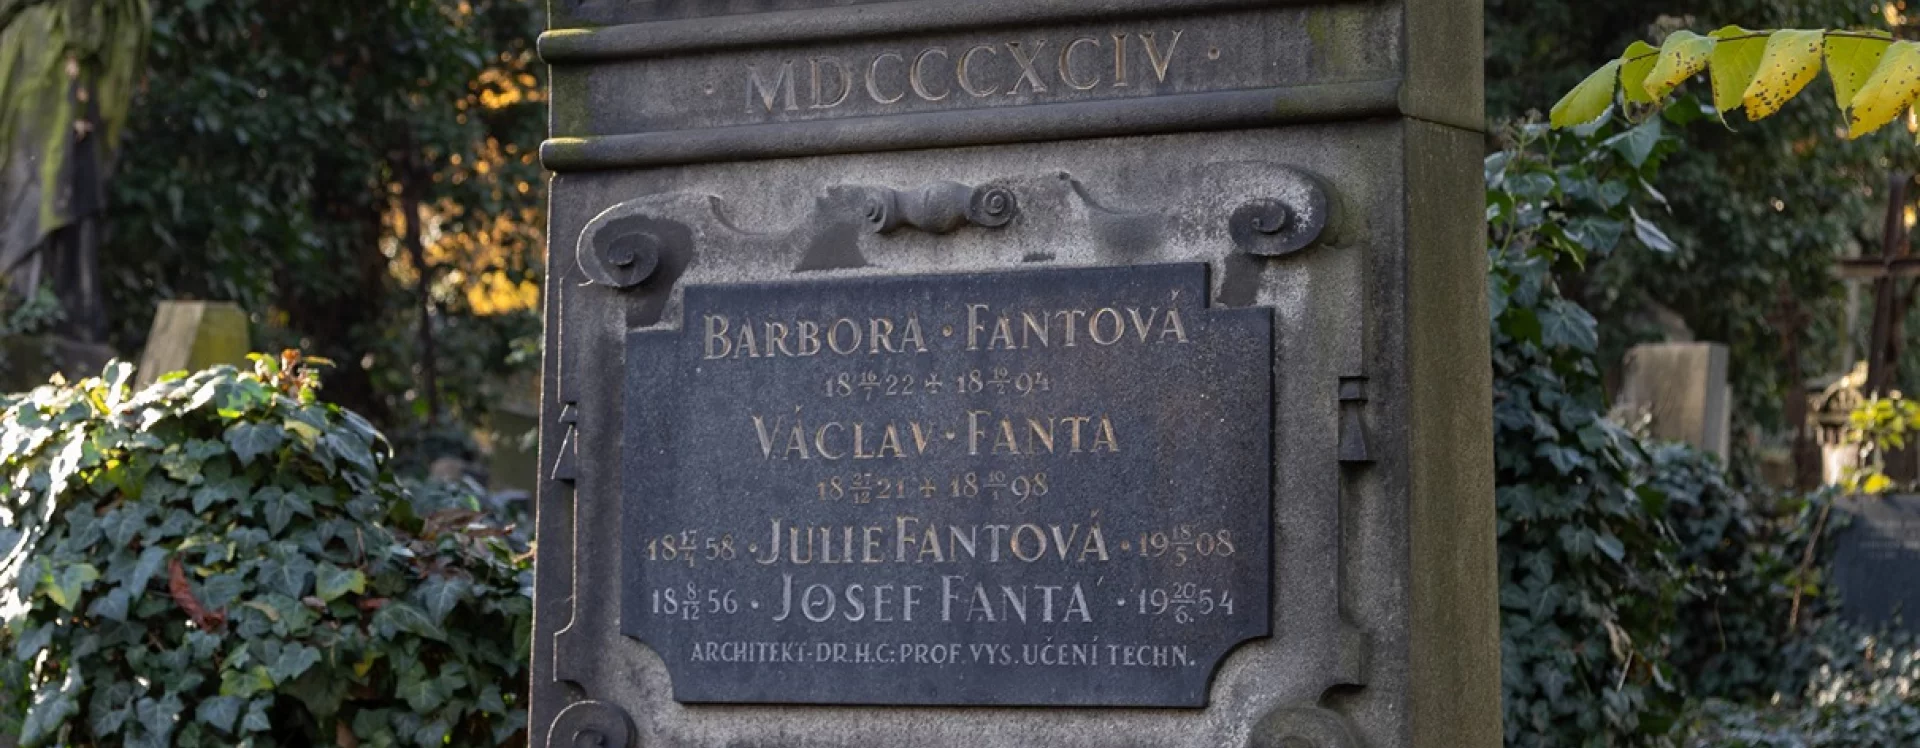 · MDCCCXCIV ·
BARBORA · FANTOVÁ
18 16/7 22 + 18 19/2 94
VÁCLAV · FANTA
18 27/12 21 + 18 10/1 98
18 17/4 58 · JULIE FANTOVÁ · 19 18/5 08
18 8/12 56 · JOSEF FANTA · 19 20/6. 54
ARCHITEKT · DR. H. C: PROF. VYS. UČENÍ TECHN.